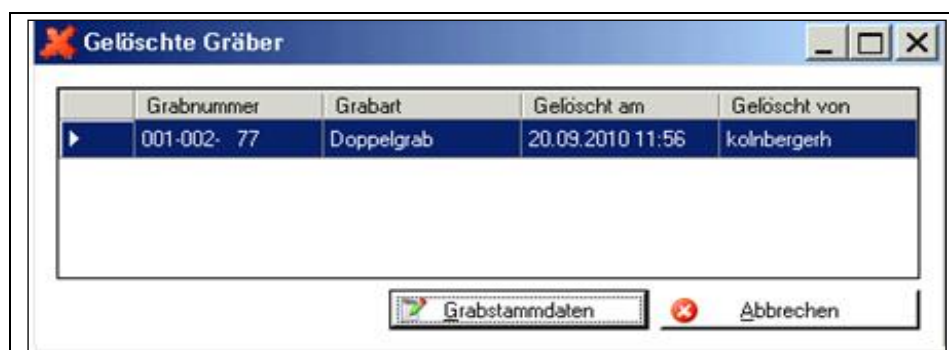 Gelöschte Gräber
Grabnummer Grabart Gelöscht am Gelöscht von
001-002- 77 Doppelgrab 20.09.2010 11:56 kolnbergerh
Grabstammdaten Abbrechen